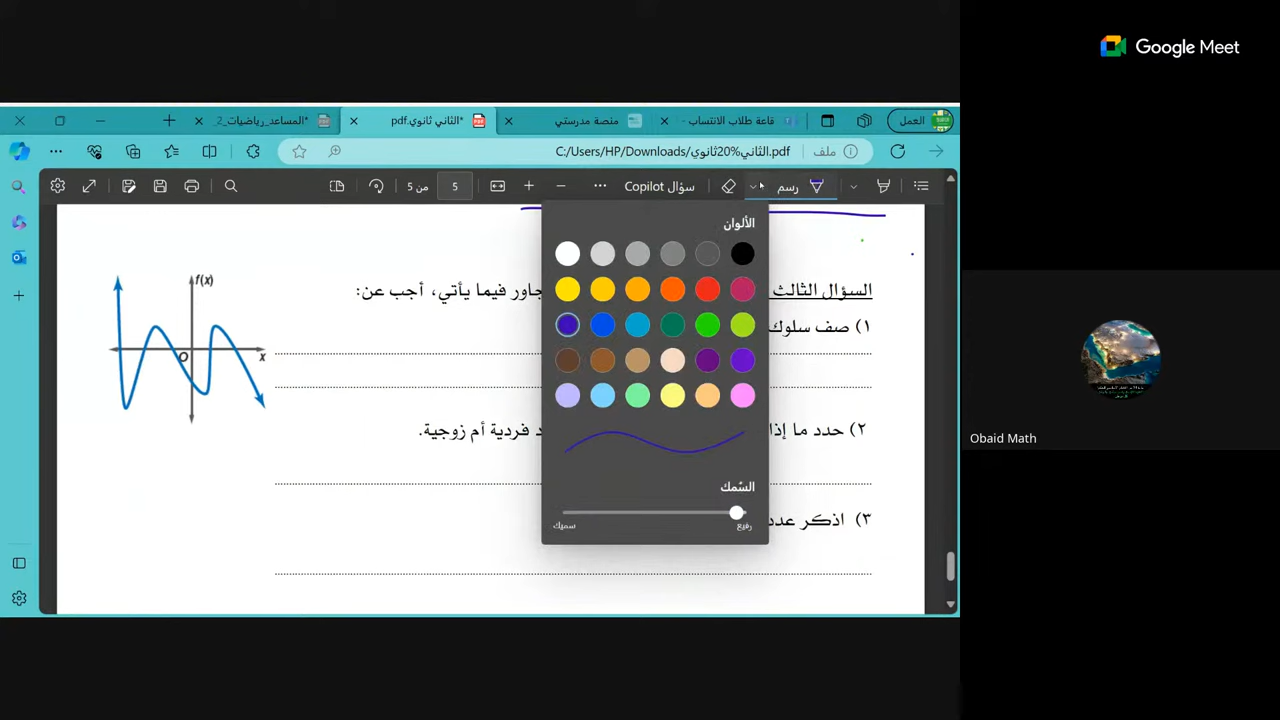 Google Meet
العمل
قاعة طلاب الانتساب -
منصة مدرستي
*الثاني ثانوي.pdf
*المساعد_رياضيات_2
ملف
C:/Users/HP/Downloads/الثاني%20ثانوي.pdf
رسم
سؤال Copilot
5
من 5
الألوان
السؤال الثالث
جاور فيما يأتي، أجب عن:
f(x)
١) صف سلوك
O
x
٢) حدد ما إذا
د فردية أم زوجية.
السُمك
٣) اذكر عدد
رفيع
سميك
Obaid Math